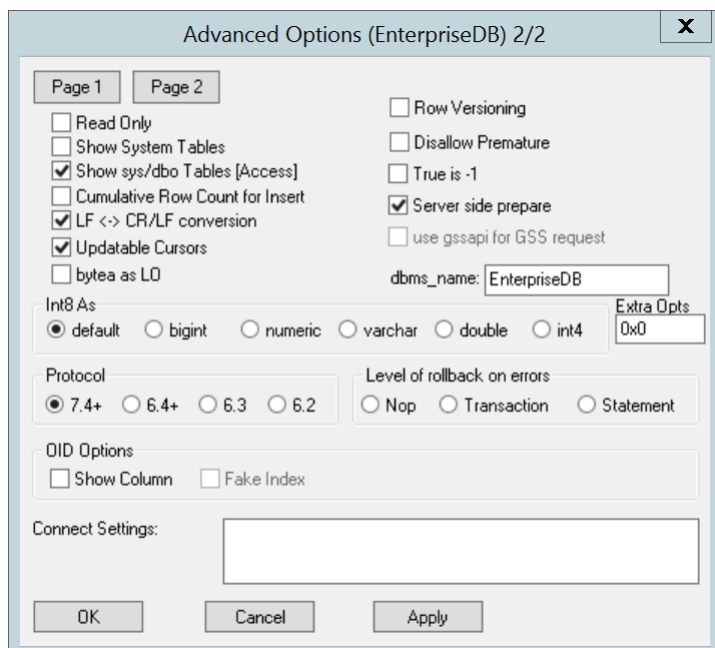 Advanced Options (EnterpriseDB) 2/2
X
Page 1 Page 2
Read Only
Show System Tables
Show sys/dbo Tables [Access]
Cumulative Row Count for Insert
LF <-> CR/LF conversion
Updatable Cursors
bytea as LO
Row Versioning
Disallow Premature
True is -1
Server side prepare
use gssapi for GSS request
dbms_name: EnterpriseDB
Int8 As
default bigint numeric varchar double int4
Extra Opts
0x0
Protocol
7.4+ 6.4+ 6.3 6.2
Level of rollback on errors
Nop Transaction Statement
OID Options
Show Column Fake Index
Connect Settings:
OK Cancel Apply